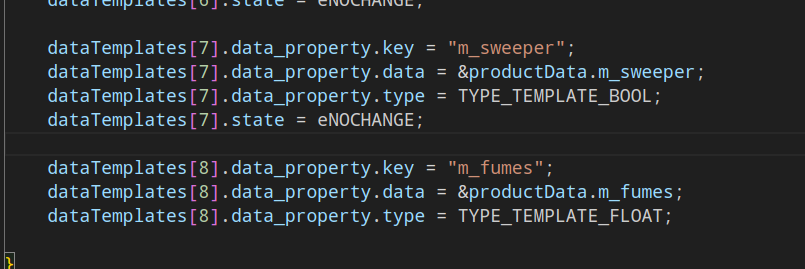 dataTemplates[6].state = eNOCHANGE;
dataTemplates[7].data_property.key = "m_sweeper";
dataTemplates[7].data_property.data = &productData.m_sweeper;
dataTemplates[7].data_property.type = TYPE_TEMPLATE_BOOL;
dataTemplates[7].state = eNOCHANGE;
dataTemplates[8].data_property.key = "m_fumes";
dataTemplates[8].data_property.data = &productData.m_fumes;
dataTemplates[8].data_property.type = TYPE_TEMPLATE_FLOAT;
}